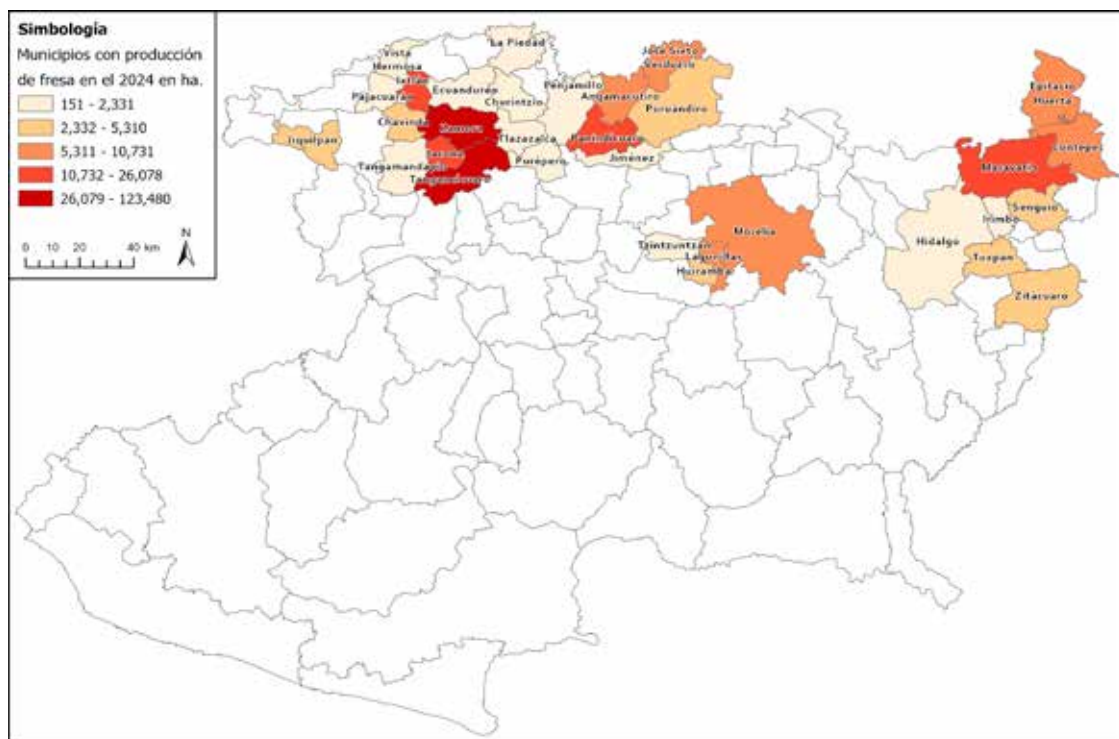 Simbología
Municipios con producción
de fresa en el 2024 en ha.
151 - 2,331
2,332 - 5,310
5,311 - 10,731
10,732 - 26,078
26,079 - 123,480
0 10 20 40 km
N
La Piedad
Vista
Hermosa
Ixtlán
Ecuandureo
Pajacuarán
Churintzio
Penjamillo
José Sixto
Verduzco
Angamacutiro
Puruandiro
Chavinda
Zamora
Panindícuaro
Tlazazalca
Jiquilpan
Jacona
Purépero
Jiménez
Tangamandapio
Tangancícuaro
Epitacio
Huerta
Contepec
Maravatío
Senguio
Irimbo
Morelia
Tzintzuntzan
Lagunillas
Huiramba
Hidalgo
Tuxpan
Zitácuaro